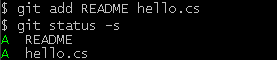 $ git add README hello.cs
$ git status -s
A  README
A  hello.cs